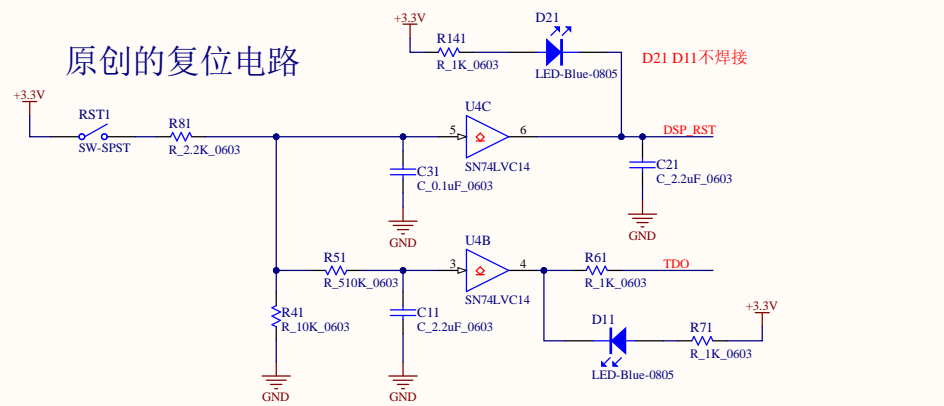 +3.3V
D21
R141
R_1K_0603
LED-Blue-0805
D21 D11不焊接
原创的复位电路
+3.3V
RST1
SW-SPST
R81
R_2.2K_0603
U4C
5
6
SN74LVC14
DSP_RST
C31
C_0.1uF_0603
GND
C21
C_2.2uF_0603
GND
U4B
3
4
SN74LVC14
R51
R_510K_0603
R61
R_1K_0603
TDO
R41
R_10K_0603
C11
C_2.2uF_0603
+3.3V
D11
LED-Blue-0805
R71
R_1K_0603
GND
GND